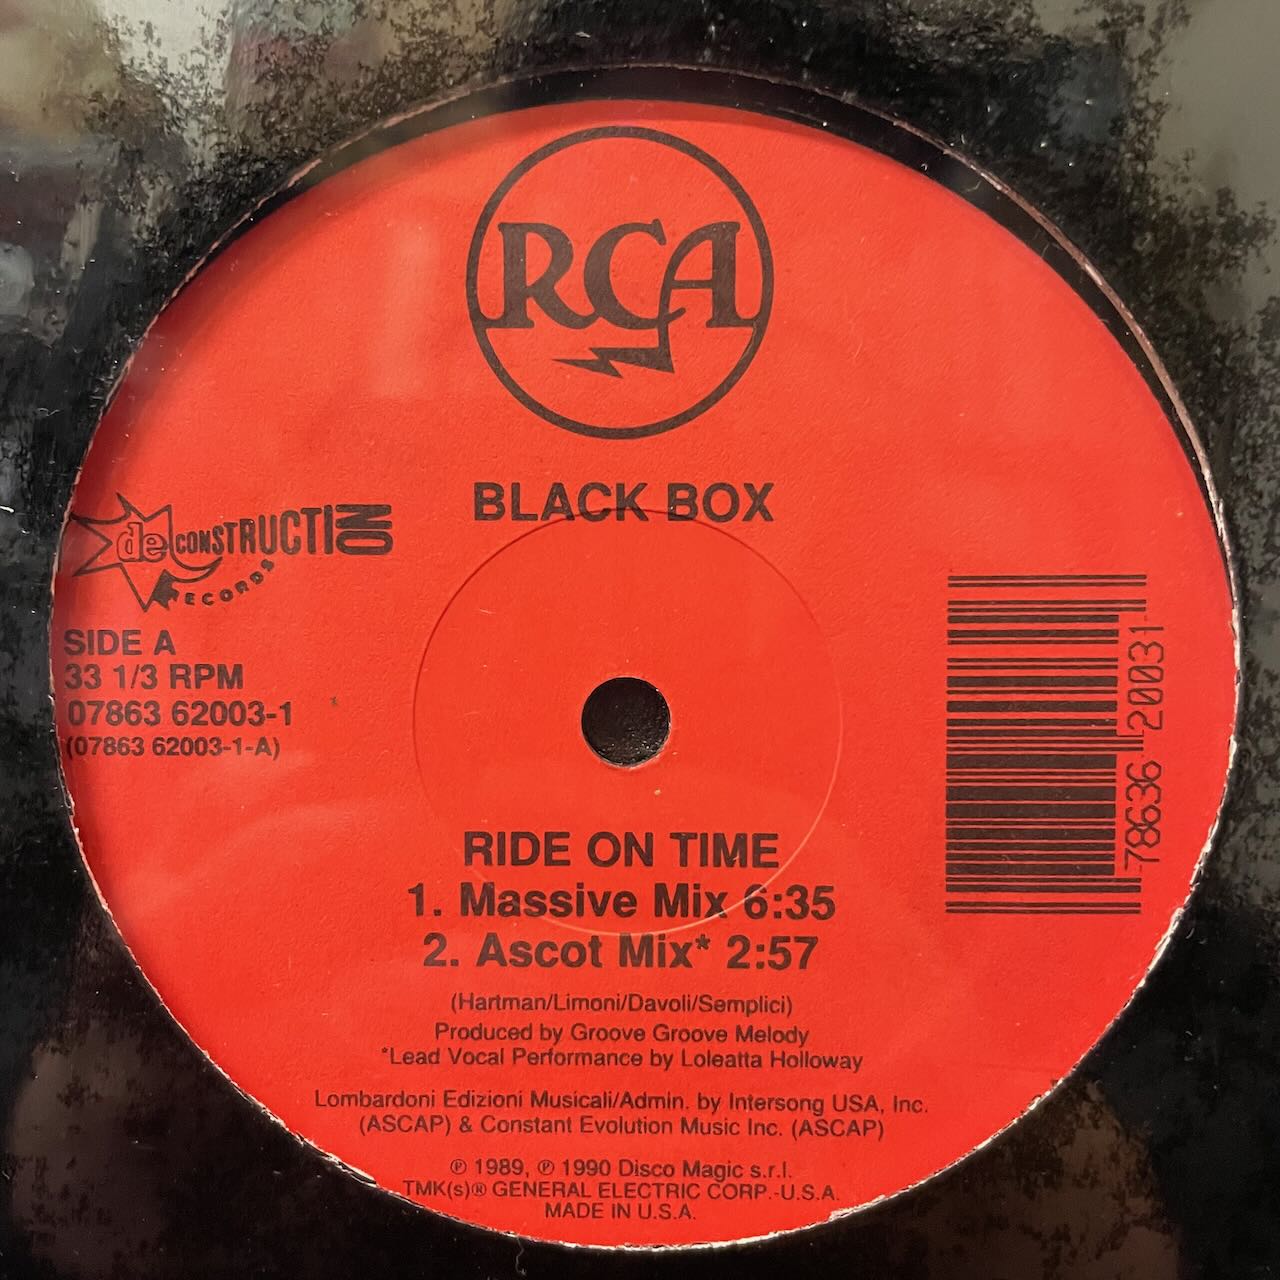 RCA
BLACK BOX
deCONSTRUCTION
RECORDS
SIDE A
33 1/3 RPM
07863 62003-1
(07863 62003-1-A)
78636 20031
RIDE ON TIME
1. Massive Mix 6:35
2. Ascot Mix* 2:57
(Hartman/Limoni/Davoli/Semplici)
Produced by Groove Groove Melody
*Lead Vocal Performance by Loleatta Holloway
Lombardoni Edizioni Musicali/Admin. by Intersong USA, Inc.
(ASCAP) & Constant Evolution Music Inc. (ASCAP)
℗ 1989, ℗ 1990 Disco Magic s.r.l.
TMK(s)® GENERAL ELECTRIC CORP.-U.S.A.
MADE IN U.S.A.